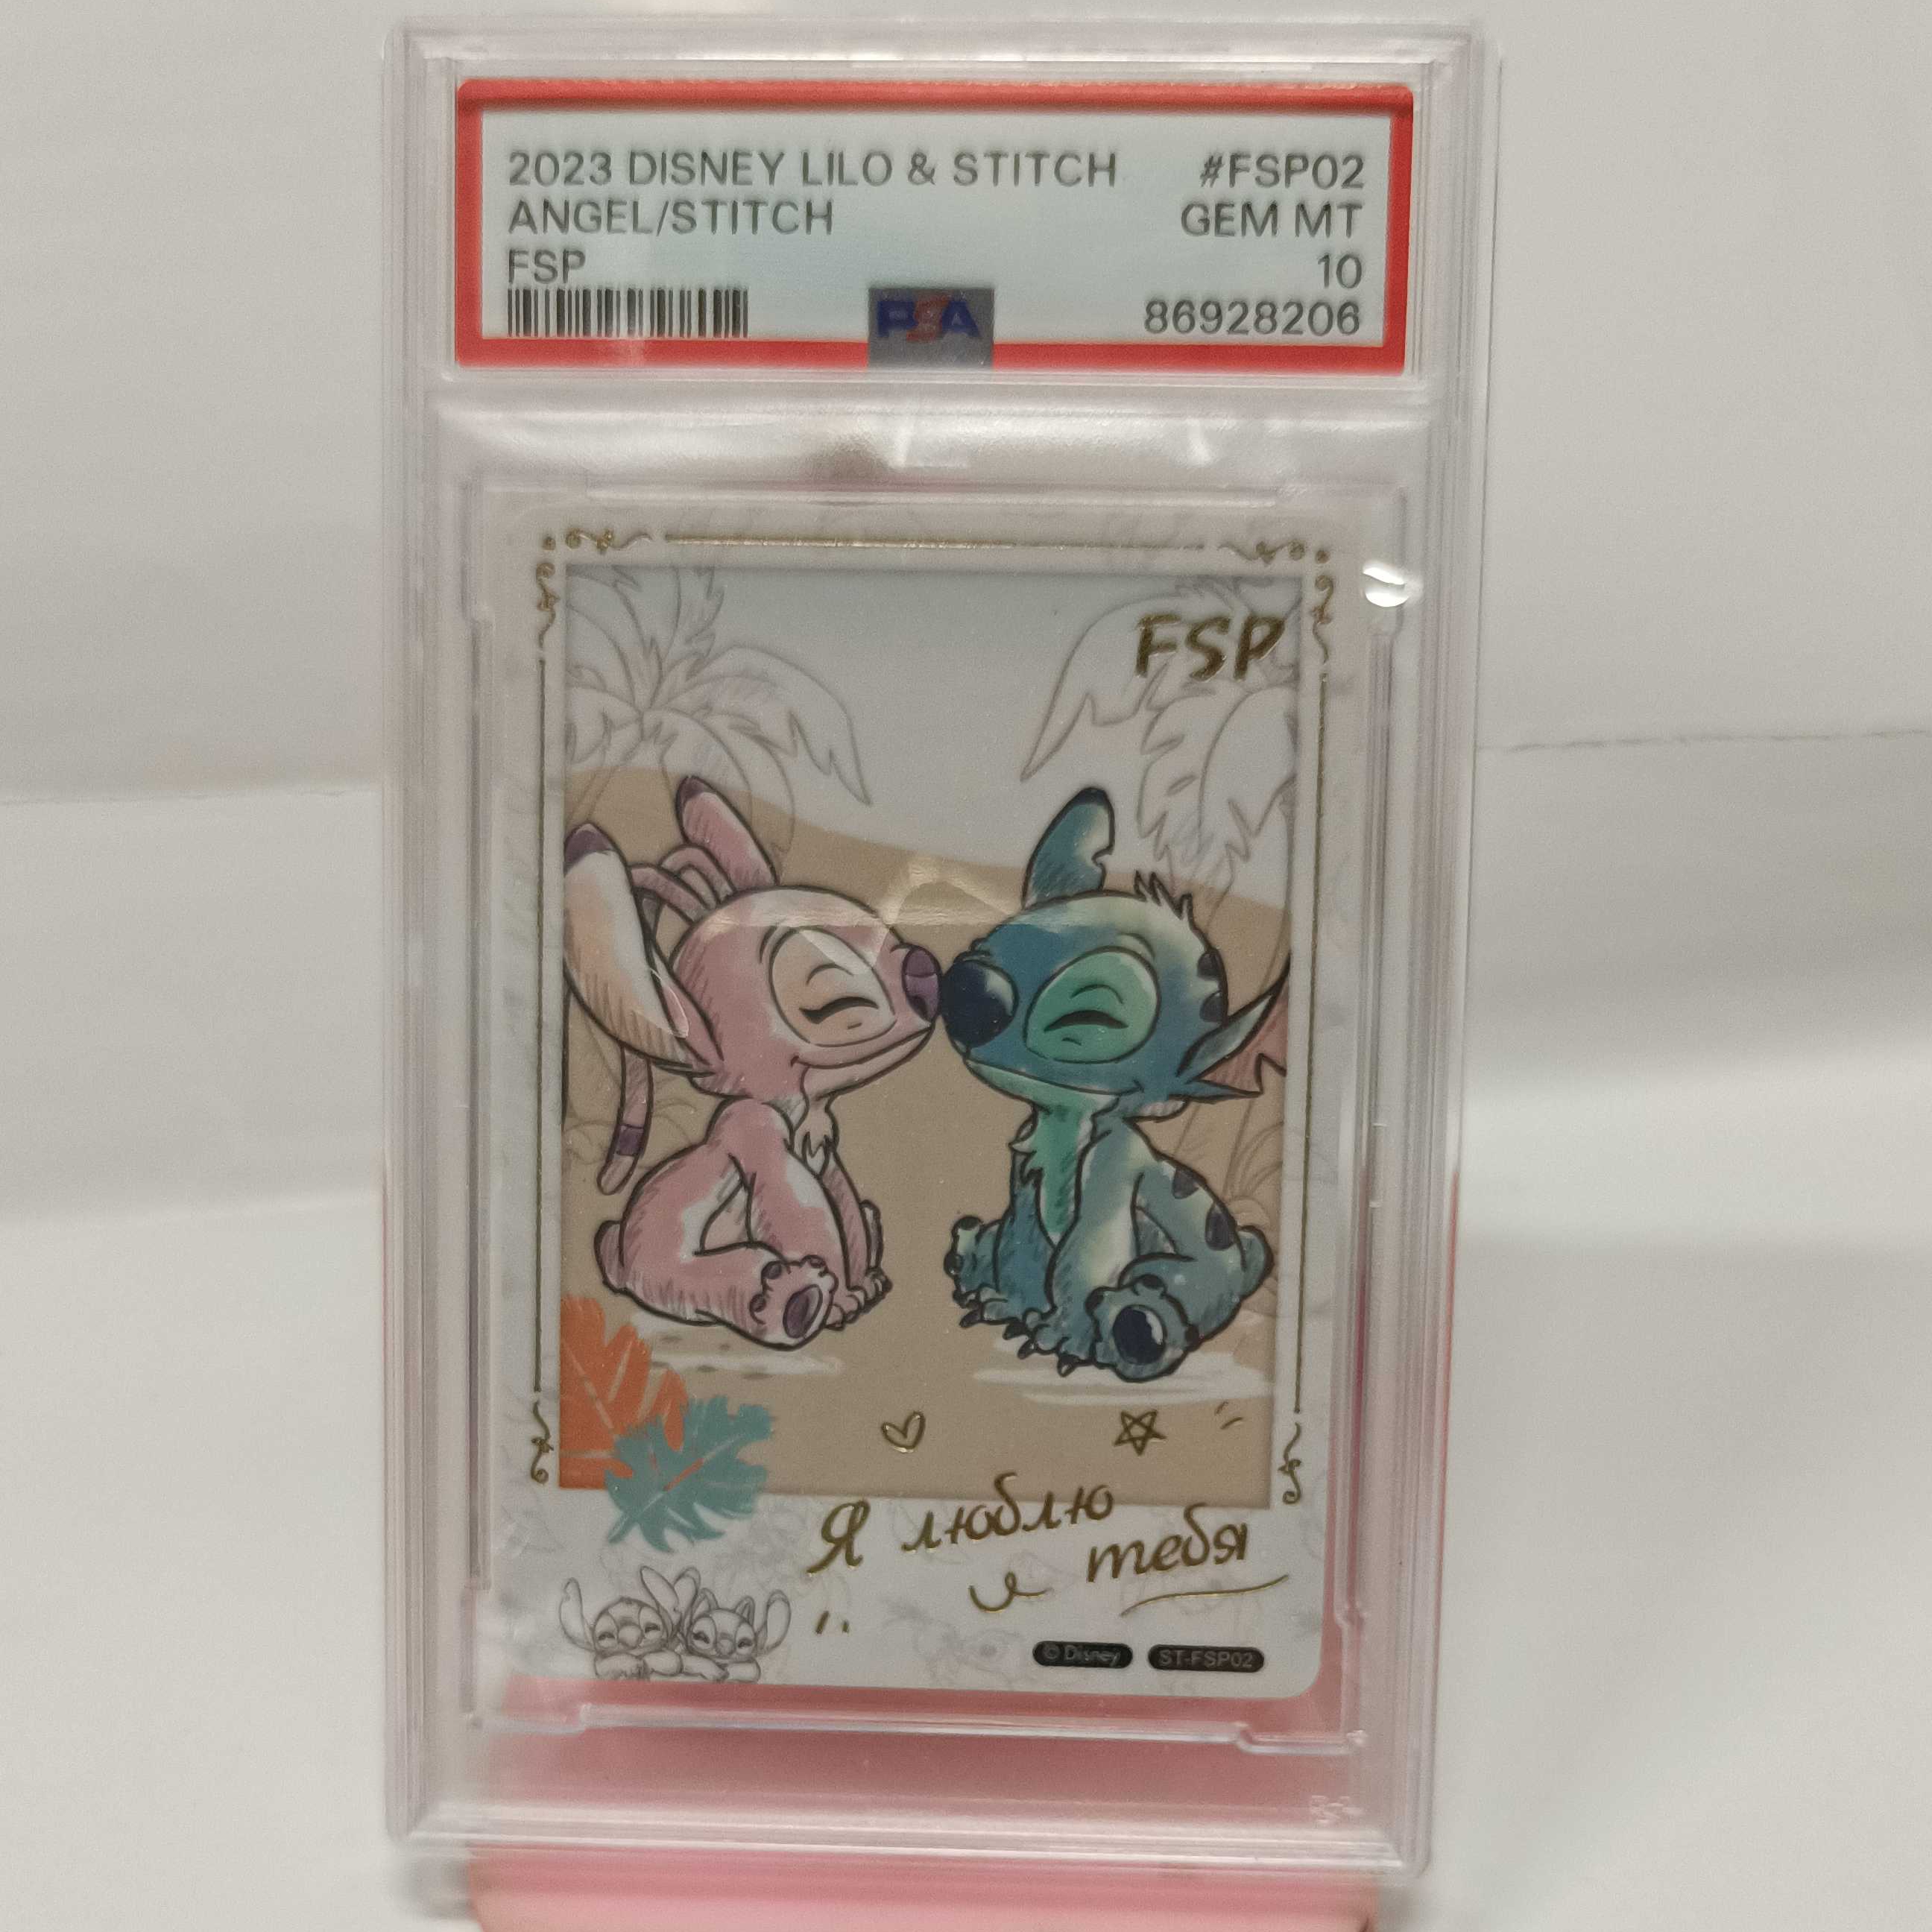 2023 DISNEY LILO & STITCH #FSP02
ANGEL/STITCH GEM MT
FSP 10
PSA 86928206
FSP
Я люблю
тебя
© Disney ST-FSP02